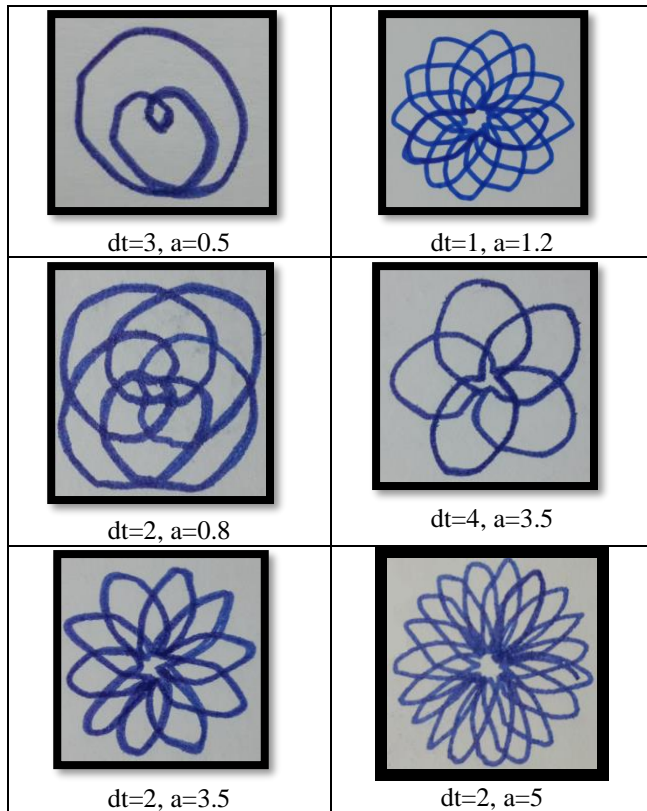 dt=3, a=0.5
dt=1, a=1.2
dt=2, a=0.8
dt=4, a=3.5
dt=2, a=3.5
dt=2, a=5